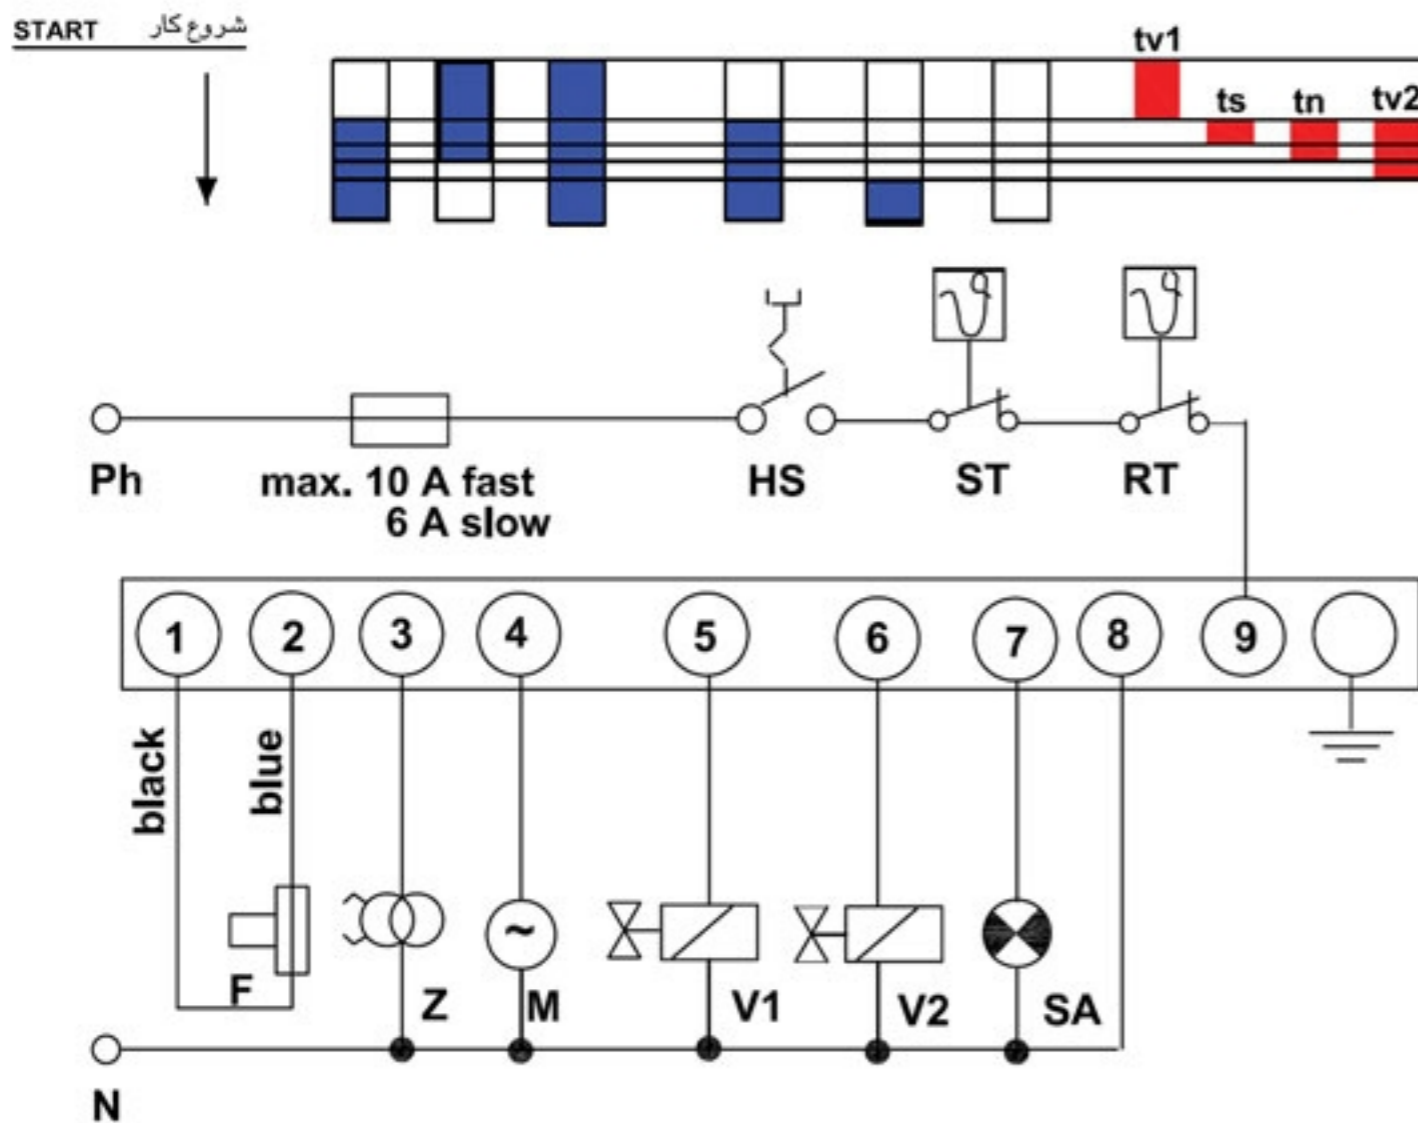 START شروع کار
tv1
ts tn tv2
Ph
max. 10 A fast
6 A slow
HS ST RT
1 2 3 4 5 6 7 8 9
black
blue
~
F Z M V1 V2 SA
N